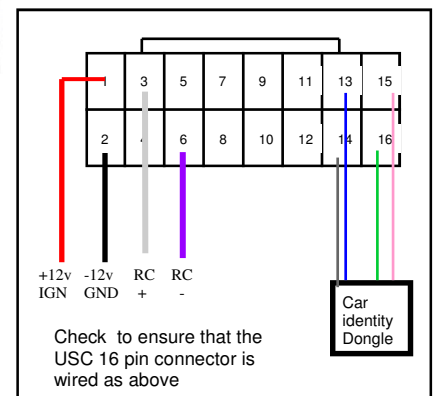 1 3 5 7 9 11 13 15
2 4 6 8 10 12 14 16
+12v -12v RC RC
IGN GND + -
Car
identity
Dongle
Check to ensure that the
USC 16 pin connector is
wired as above